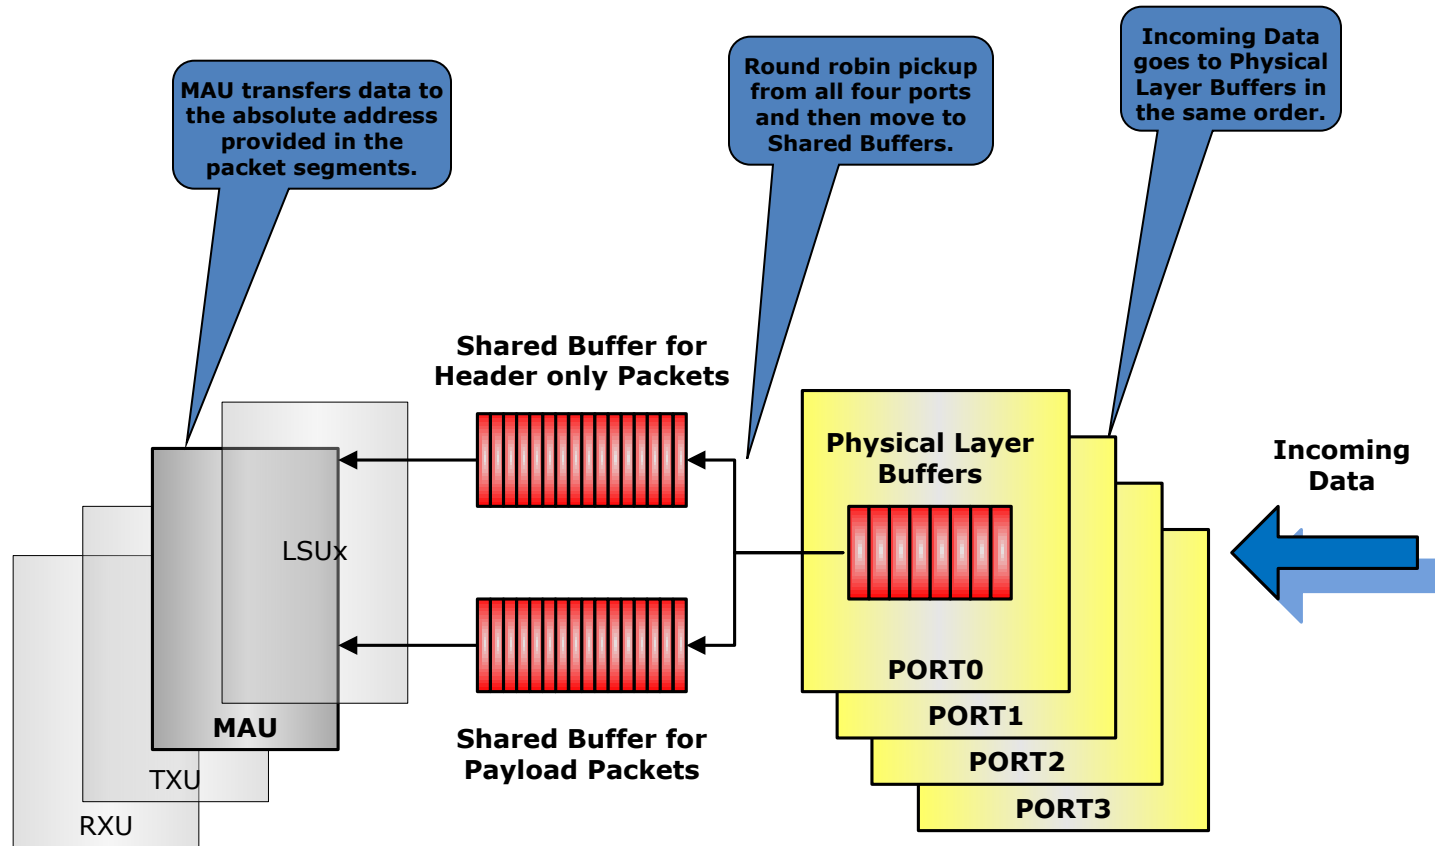 MAU transfers data to
the absolute address
provided in the
packet segments.
Round robin pickup
from all four ports
and then move to
Shared Buffers.
Incoming Data
goes to Physical
Layer Buffers in
the same order.
Shared Buffer for
Header only Packets
Physical Layer
Buffers
Incoming
Data
LSUx
PORT0
MAU
PORT1
Shared Buffer for
Payload Packets
PORT2
TXU
PORT3
RXU